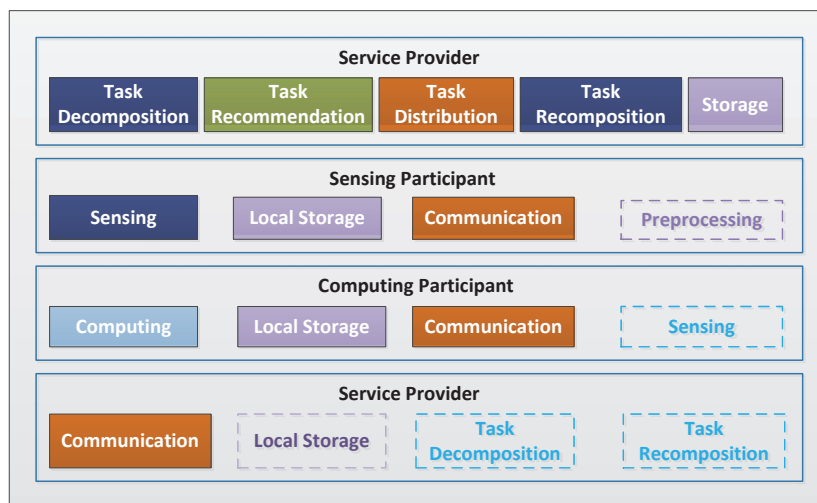 Service Provider
Task Decomposition
Task Recommendation
Task Distribution
Task Recomposition
Storage
Sensing Participant
Sensing
Local Storage
Communication
Preprocessing
Computing Participant
Computing
Local Storage
Communication
Sensing
Service Provider
Communication
Local Storage
Task Decomposition
Task Recomposition